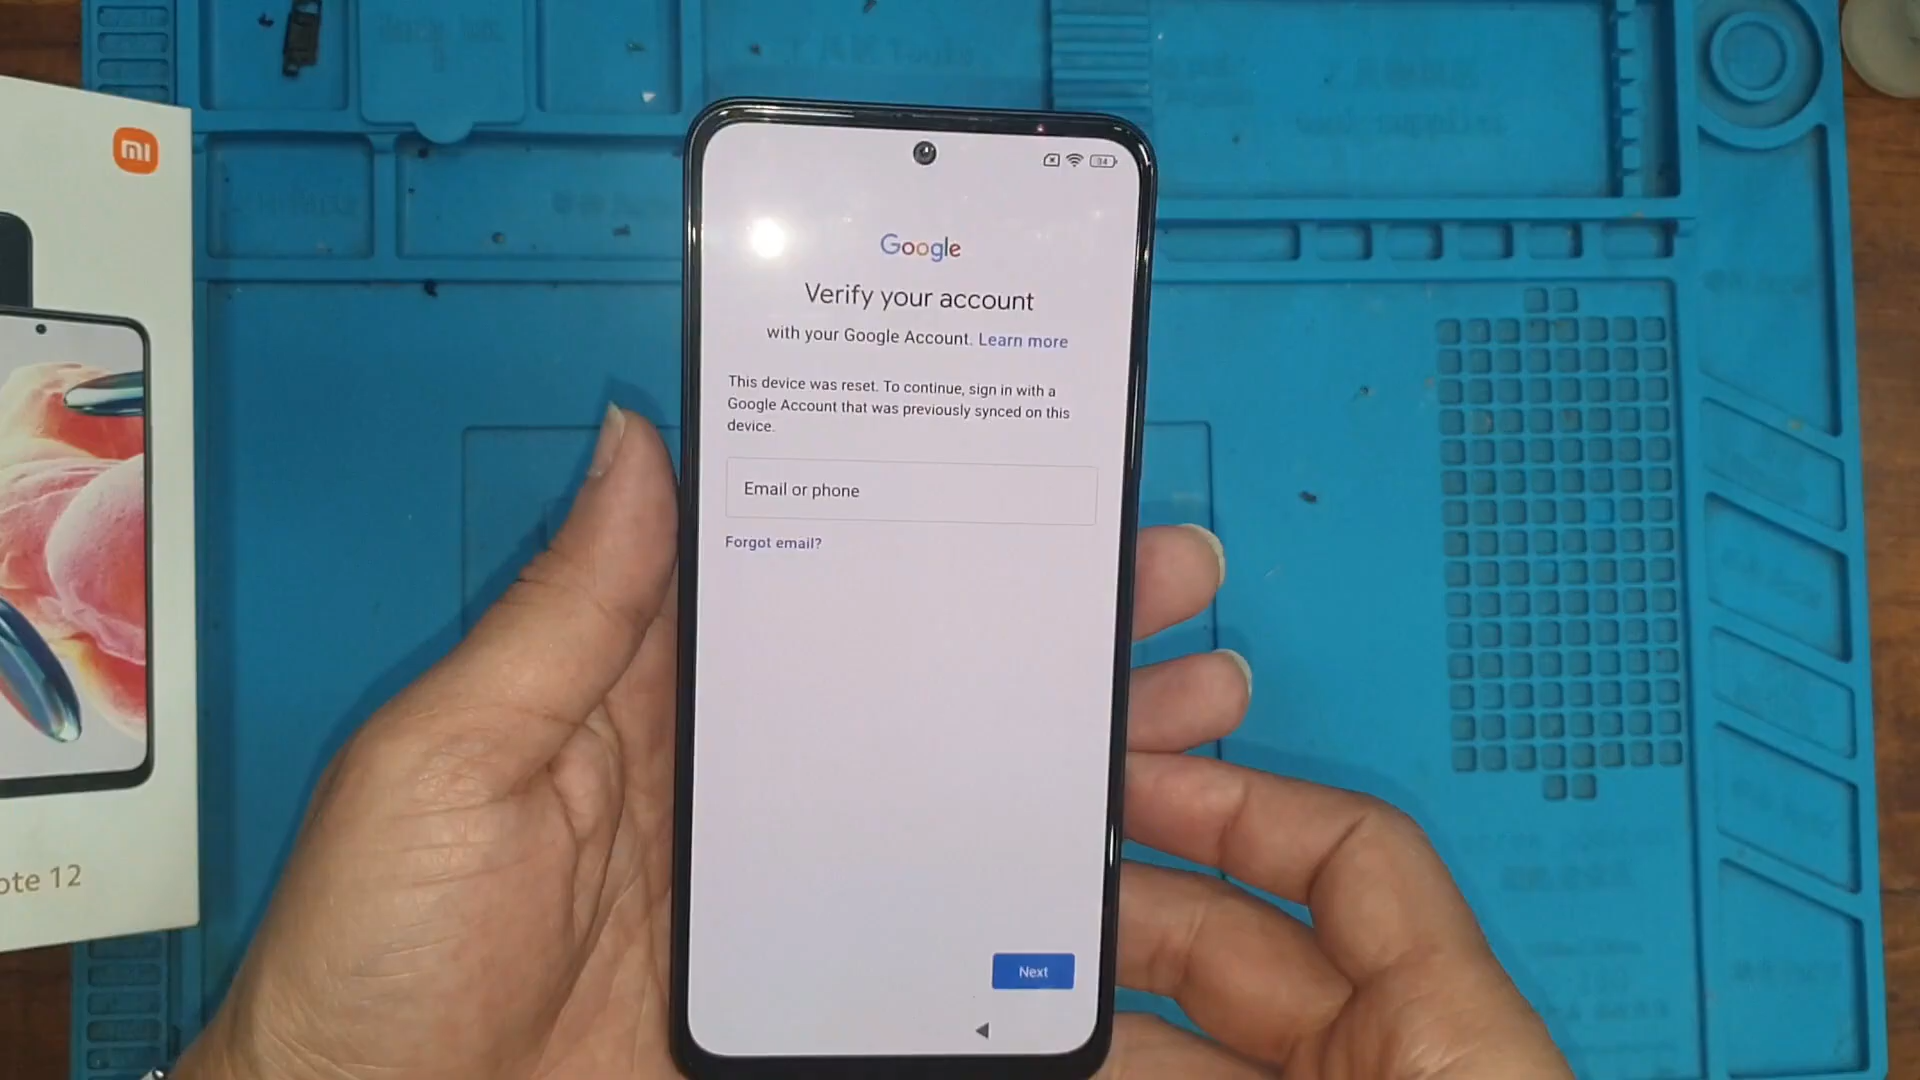 mi
34
Google
Verify your account
with your Google Account. Learn more
This device was reset. To continue, sign in with a
Google Account that was previously synced on this
device.
Email or phone
Forgot email?
Next
ote 12